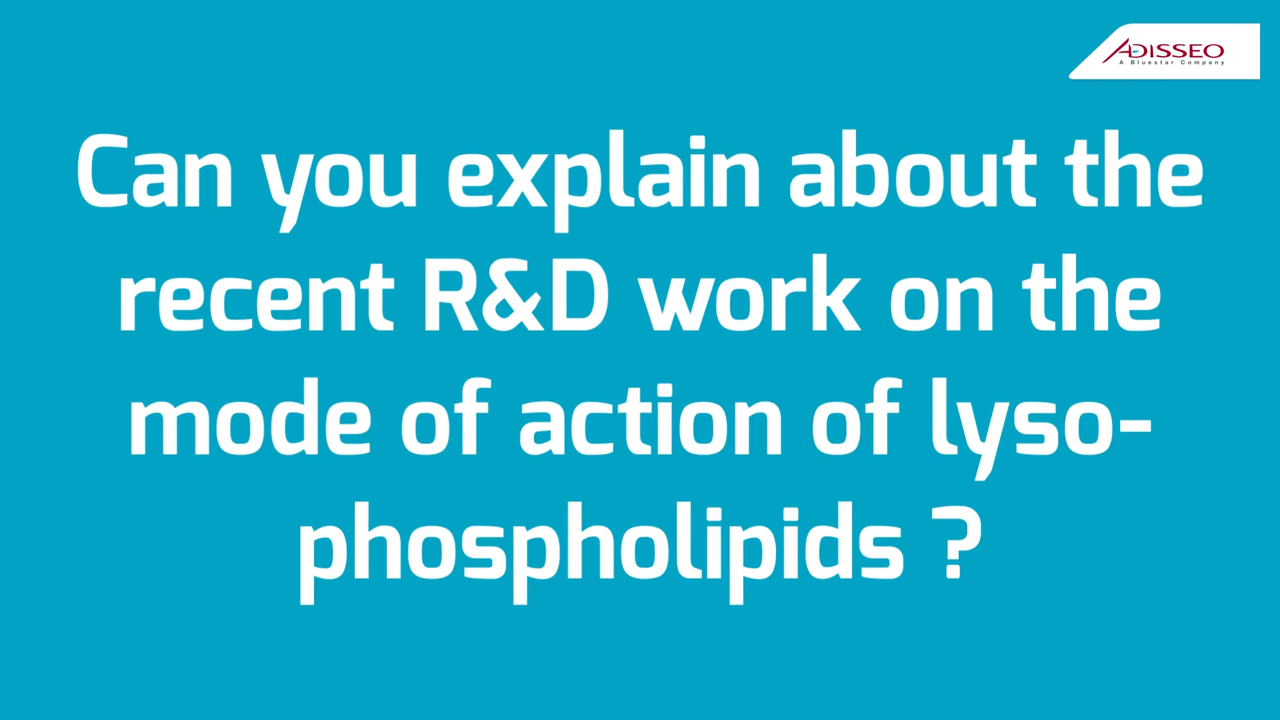 ADISSEO
A Bluestar Company
Can you explain about the
recent R&D work on the
mode of action of lyso-
phospholipids ?